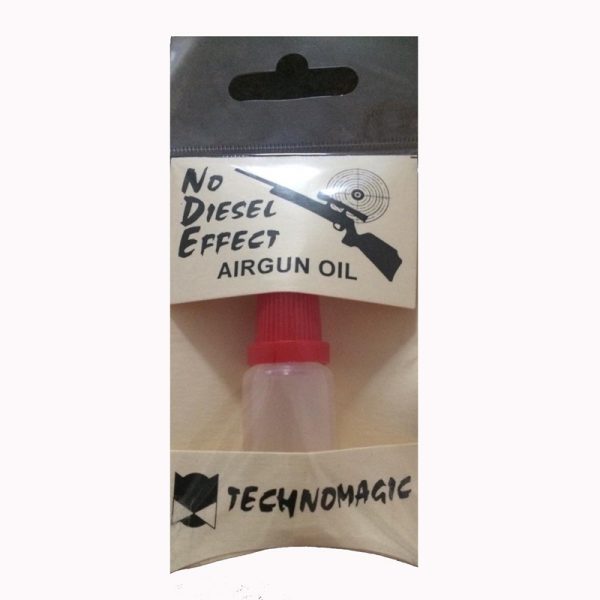 NO
DIESEL
EFFECT
AIRGUN OIL
TECHNOMAGIC